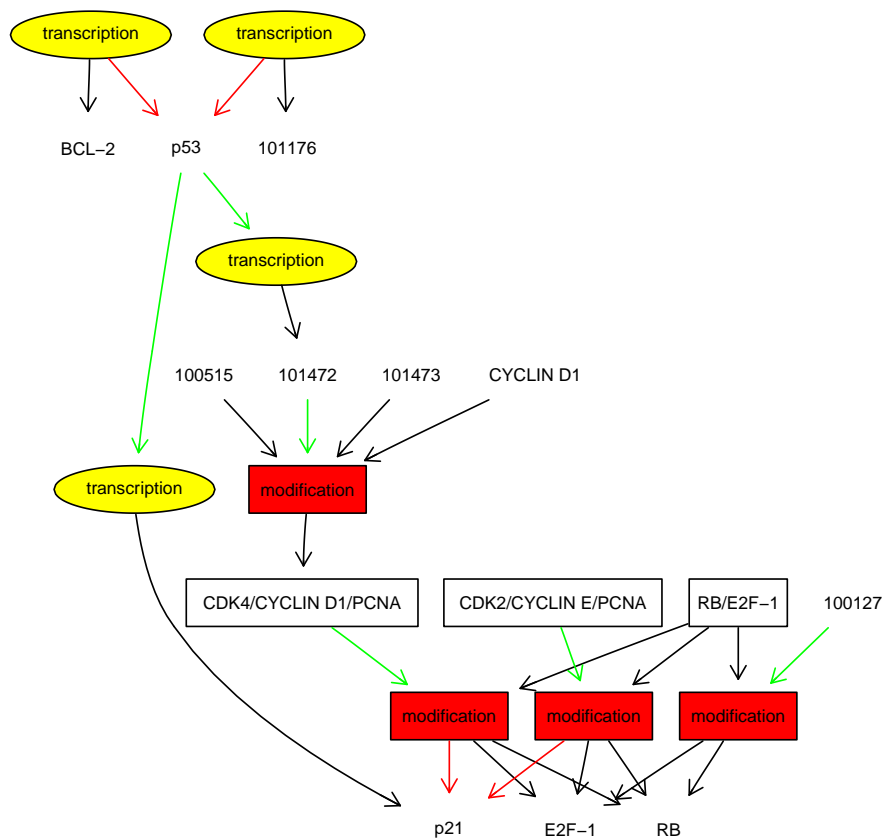 transcription
transcription
BCL−2
p53
101176
transcription
100515
101472
101473
CYCLIN D1
transcription
modification
CDK4/CYCLIN D1/PCNA
CDK2/CYCLIN E/PCNA
RB/E2F−1
100127
modification
modification
modification
p21
E2F−1
RB